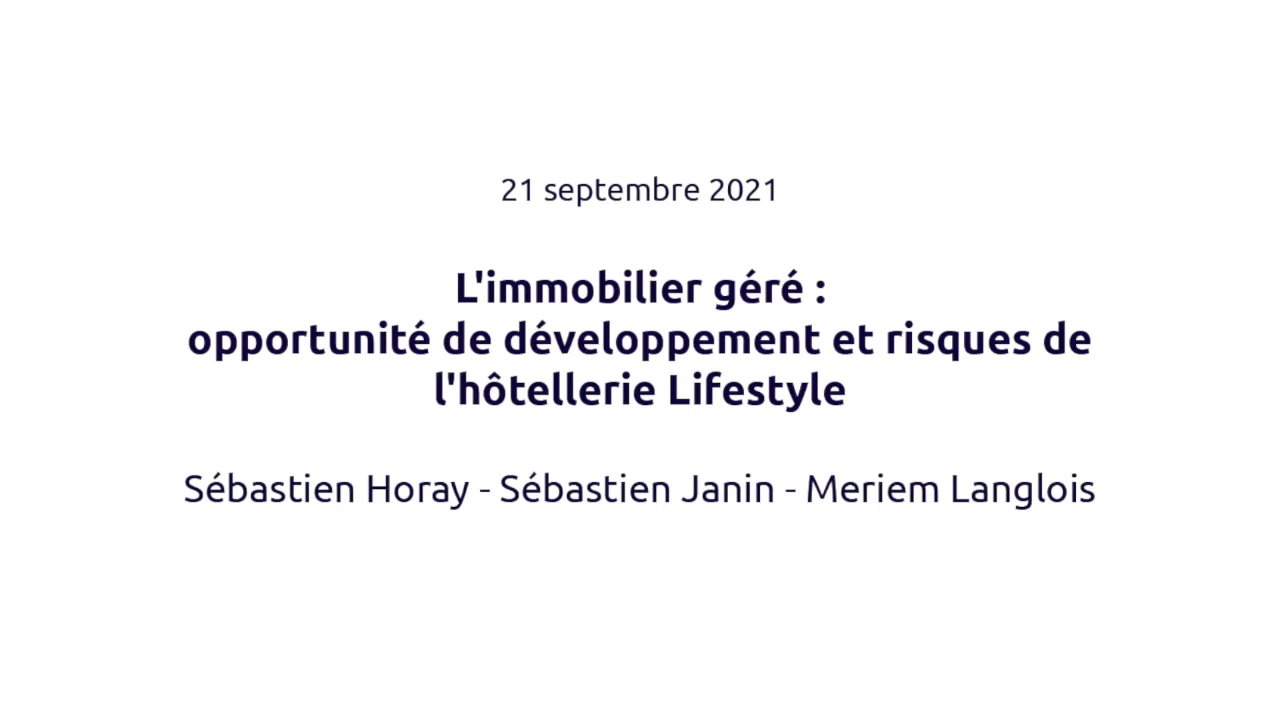 21 septembre 2021
L'immobilier géré :
opportunité de développement et risques de
l'hôtellerie Lifestyle
Sébastien Horay - Sébastien Janin - Meriem Langlois